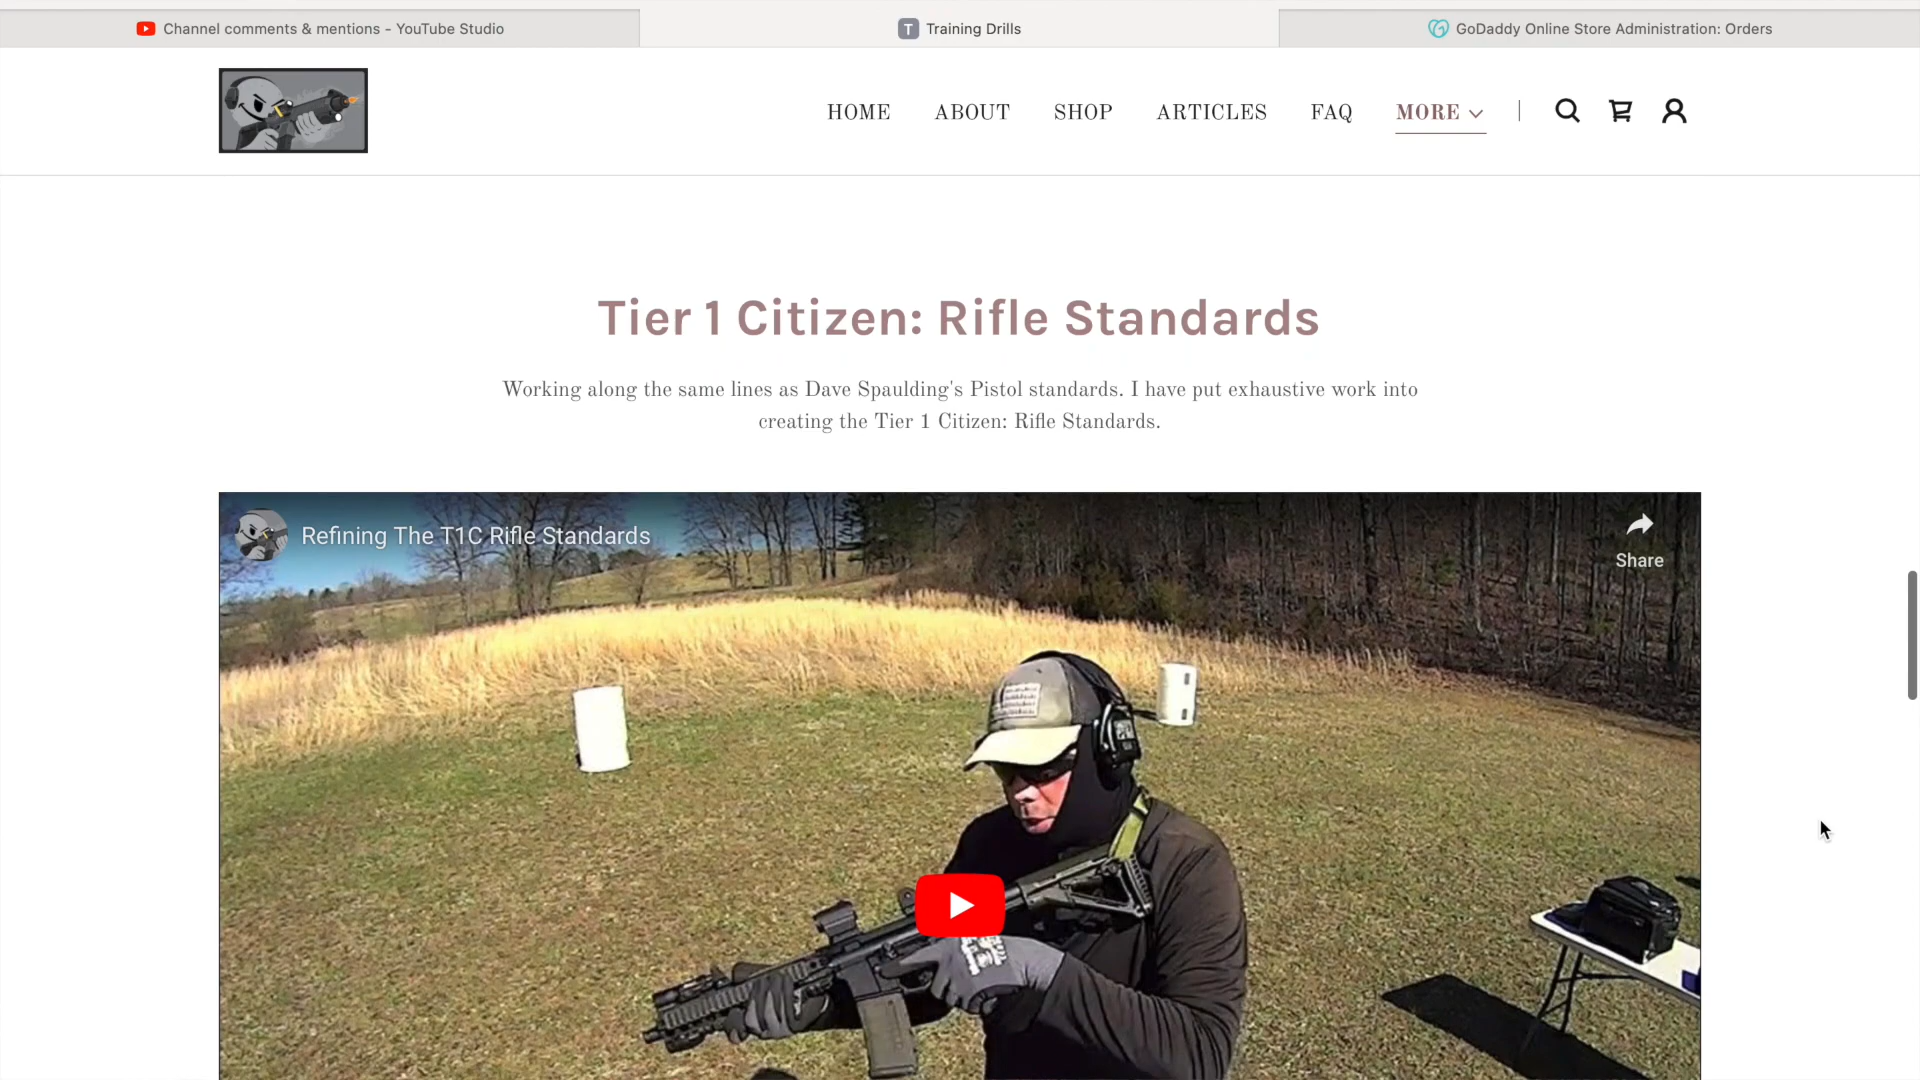 Channel comments & mentions - YouTube Studio
T Training Drills
GoDaddy Online Store Administration: Orders
HOME ABOUT SHOP ARTICLES FAQ MORE
Tier 1 Citizen: Rifle Standards
Working along the same lines as Dave Spaulding's Pistol standards. I have put exhaustive work into
creating the Tier 1 Citizen: Rifle Standards.
Refining The T1C Rifle Standards
Share